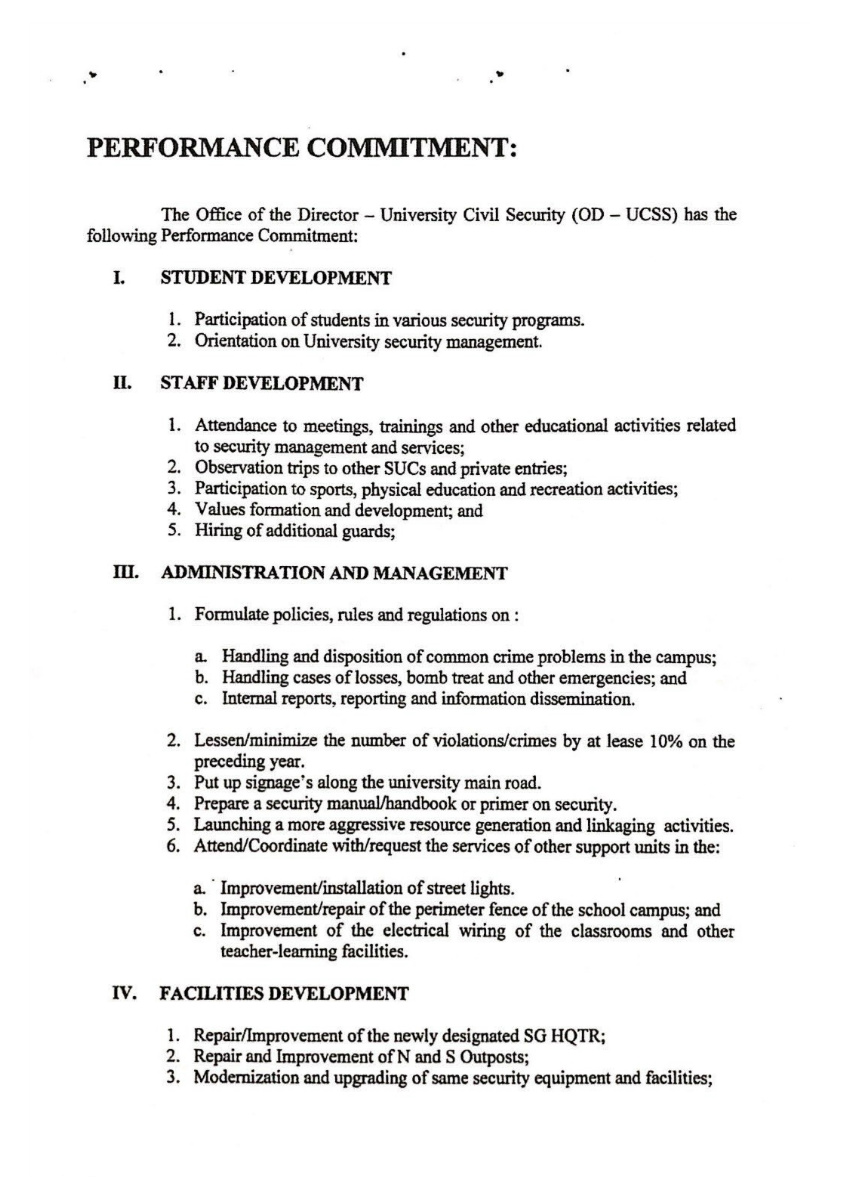 PERFORMANCE COMMITMENT:
The Office of the Director – University Civil Security (OD – UCSS) has the
following Performance Commitment:
I. STUDENT DEVELOPMENT
1. Participation of students in various security programs.
2. Orientation on University security management.
II. STAFF DEVELOPMENT
1. Attendance to meetings, trainings and other educational activities related
to security management and services;
2. Observation trips to other SUCs and private entries;
3. Participation to sports, physical education and recreation activities;
4. Values formation and development; and
5. Hiring of additional guards;
III. ADMINISTRATION AND MANAGEMENT
1. Formulate policies, rules and regulations on :
a. Handling and disposition of common crime problems in the campus;
b. Handling cases of losses, bomb treat and other emergencies; and
c. Internal reports, reporting and information dissemination.
2. Lessen/minimize the number of violations/crimes by at lease 10% on the
preceding year.
3. Put up signage's along the university main road.
4. Prepare a security manual/handbook or primer on security.
5. Launching a more aggressive resource generation and linkaging activities.
6. Attend/Coordinate with/request the services of other support units in the:
a. Improvement/installation of street lights.
b. Improvement/repair of the perimeter fence of the school campus; and
c. Improvement of the electrical wiring of the classrooms and other
teacher-learning facilities.
IV. FACILITIES DEVELOPMENT
1. Repair/Improvement of the newly designated SG HQTR;
2. Repair and Improvement of N and S Outposts;
3. Modernization and upgrading of same security equipment and facilities;